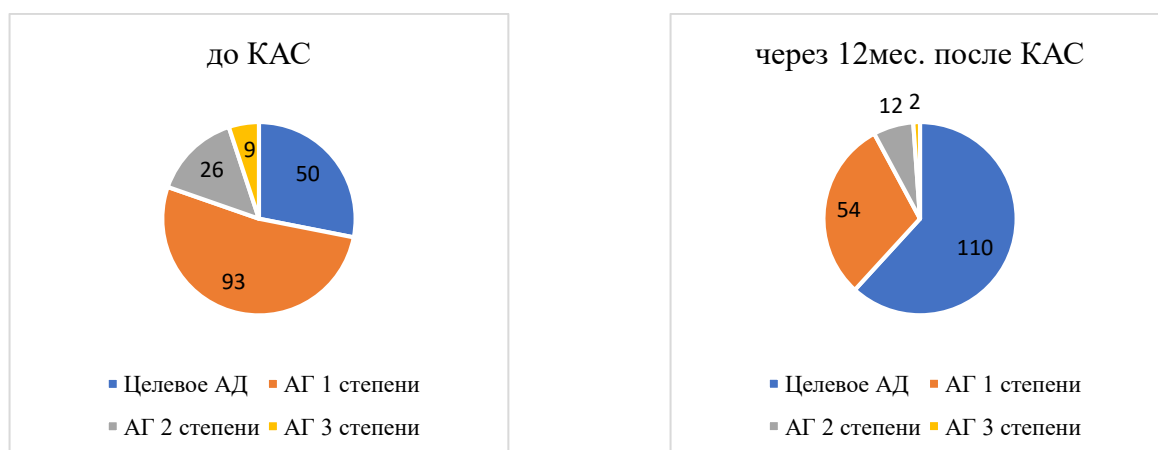 до КАС
9
50
26
93
Целевое АД АГ 1 степени
АГ 2 степени АГ 3 степени
через 12мес. после КАС
12 2
54
110
Целевое АД АГ 1 степени
АГ 2 степени АГ 3 степени